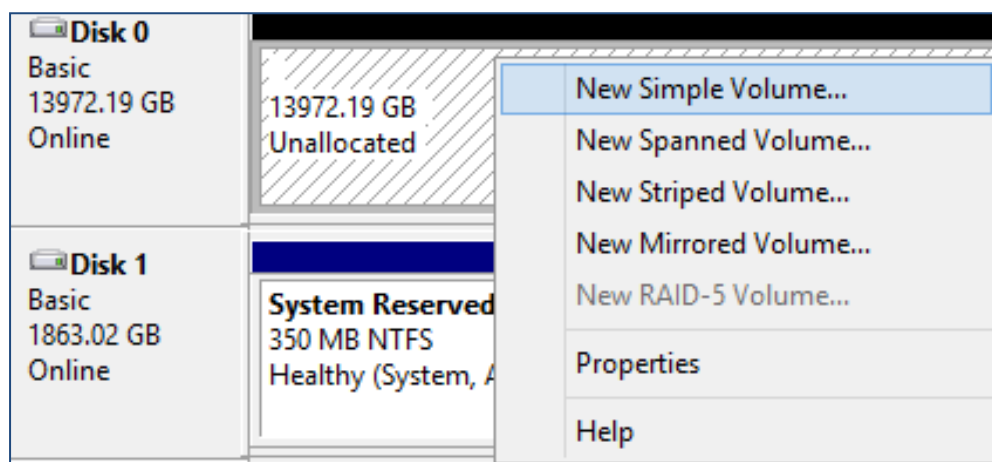 Disk 0
Basic
13972.19 GB
Online
13972.19 GB
Unallocated
Disk 1
Basic
1863.02 GB
Online
System Reserved
350 MB NTFS
Healthy (System, A
New Simple Volume...
New Spanned Volume...
New Striped Volume...
New Mirrored Volume...
New RAID-5 Volume...
Properties
Help